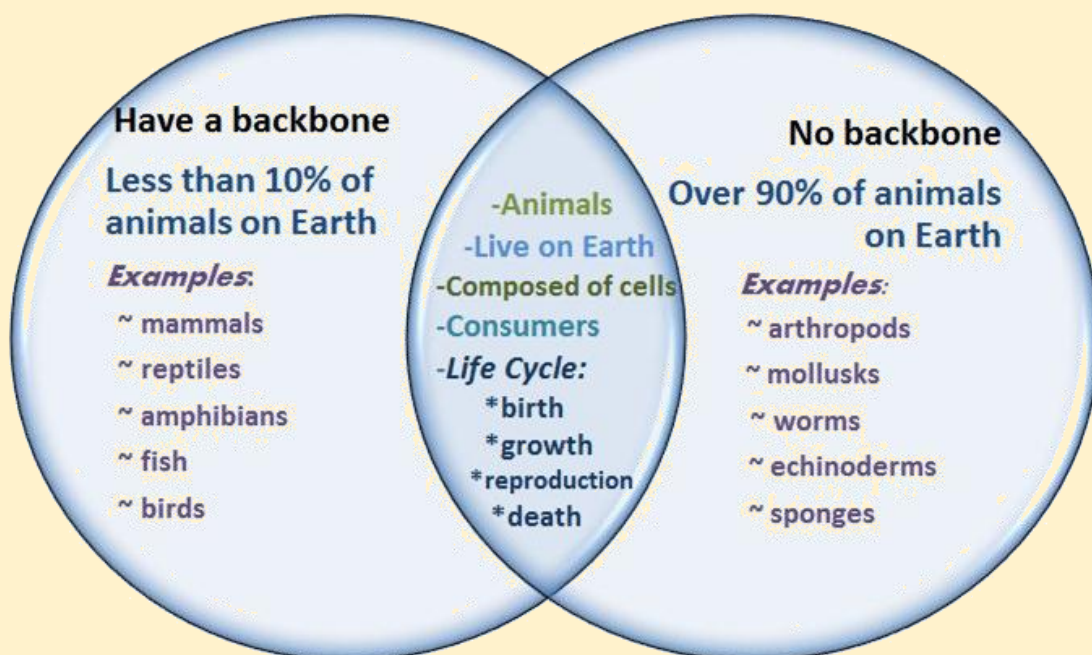 Have a backbone
Less than 10% of
animals on Earth
Examples:
~ mammals
~ reptiles
~ amphibians
~ fish
~ birds
-Animals
-Live on Earth
-Composed of cells
-Consumers
-Life Cycle:
*birth
*growth
*reproduction
*death
No backbone
Over 90% of animals
on Earth
Examples:
~ arthropods
~ mollusks
~ worms
~ echinoderms
~ sponges